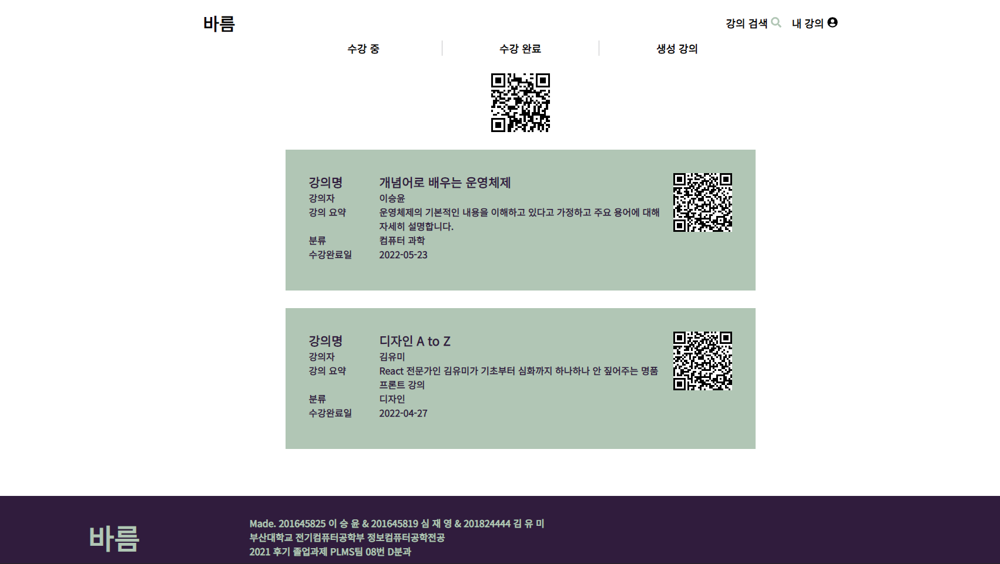 바름
강의 검색
내 강의
수강 중
수강 완료
생성 강의
강의명 개념어로 배우는 운영체제
강의자 이승윤
강의 요약 운영체제의 기본적인 내용을 이해하고 있다고 가정하고 주요 용어에 대해
자세히 설명합니다.
분류 컴퓨터 과학
수강완료일 2022-05-23
강의명 디자인 A to Z
강의자 김유미
강의 요약 React 전문가인 김유미가 기초부터 심화까지 하나하나 안 짚어주는 명품
프론트 강의
분류 디자인
수강완료일 2022-04-27
바름
Made. 201645825 이 승 윤 & 201645819 심 재 영 & 201824444 김 유 미
부산대학교 전기컴퓨터공학부 정보컴퓨터공학전공
2021 후기 졸업과제 PLMS팀 08번 D분과